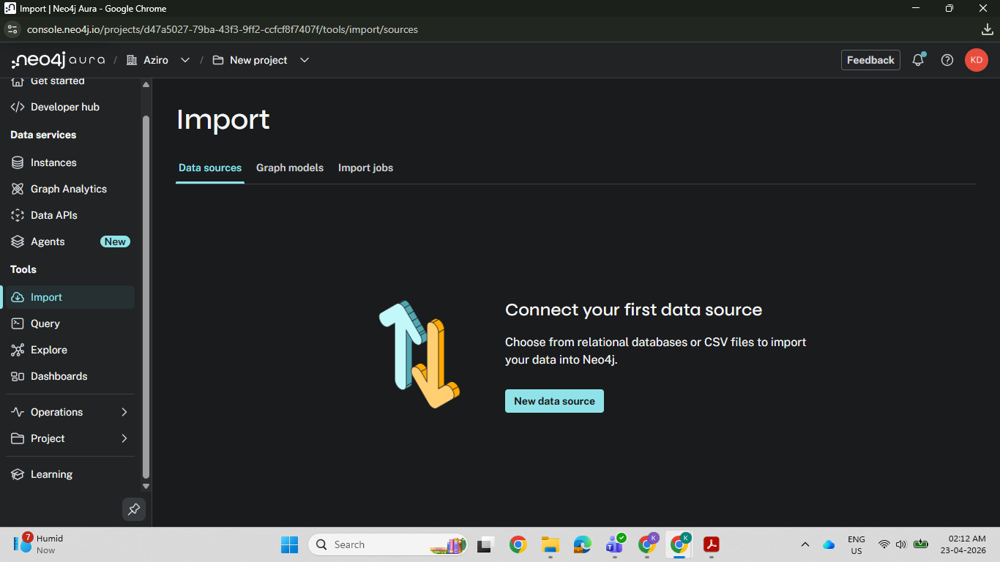 Import | Neo4j Aura - Google Chrome
console.neo4j.io/projects/d47a5027-79ba-43f3-9ff2-ccfcf8f7407f/tools/import/sources
neo4j aura / Aziro / New project
Feedback
KD
Get started
Developer hub
Data services
Instances
Graph Analytics
Data APIs
Agents New
Tools
Import
Query
Explore
Dashboards
Operations
Project
Learning
Import
Data sources Graph models Import jobs
Connect your first data source
Choose from relational databases or CSV files to import
your data into Neo4j.
New data source
7
Humid
Now
Search
T
K
K
ENG
US
02:12 AM
23-04-2026